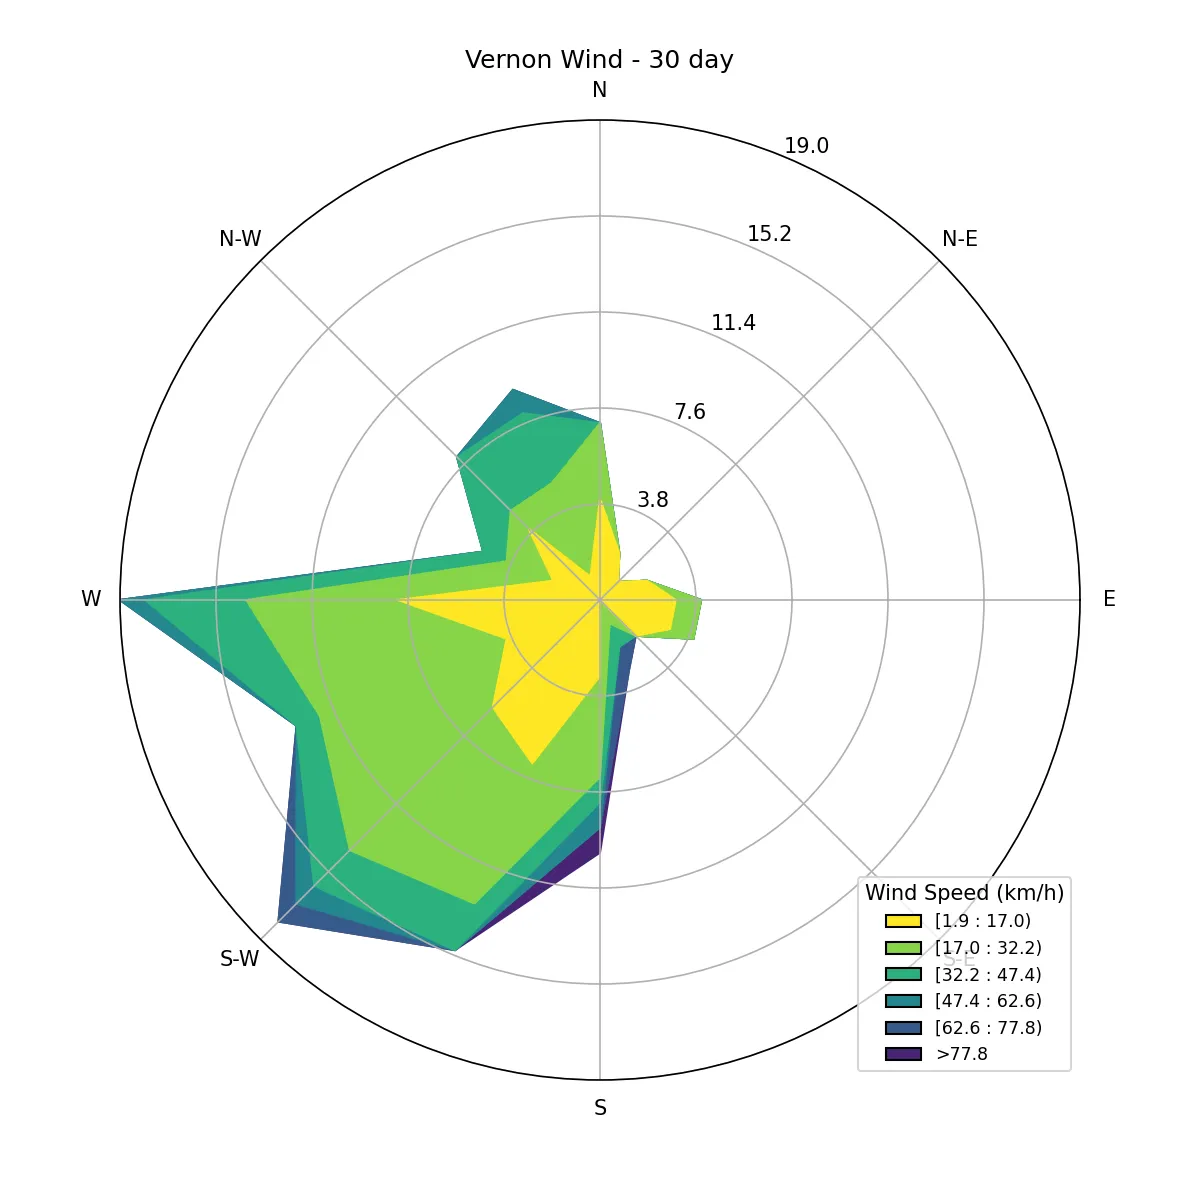 Vernon Wind - 30 day
N
19.0
15.2
N-W
N-E
11.4
7.6
3.8
W
E
Wind Speed (km/h)
[1.9 : 17.0)
[17.0 : 32.2)
S-W
S-E
[32.2 : 47.4)
[47.4 : 62.6)
[62.6 : 77.8)
>77.8
S